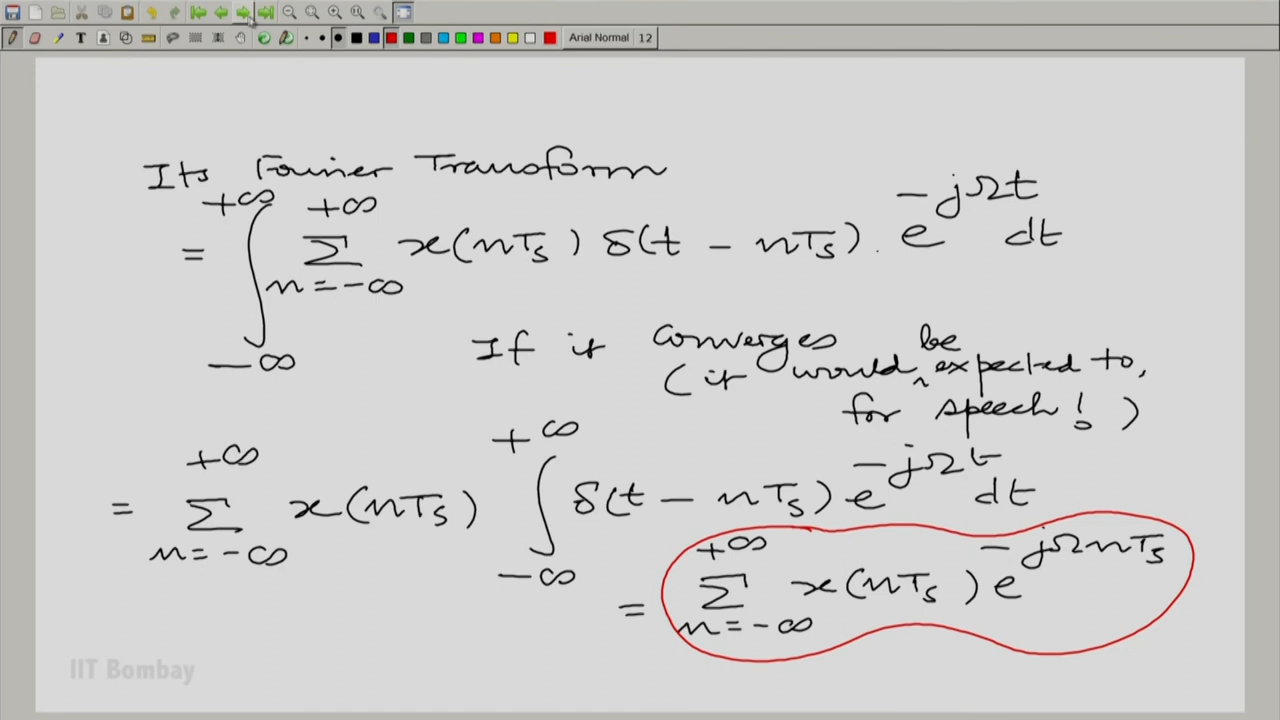 Arial Normal 12
Its Fourier Transform
= ∫_{-∞}^{+∞} ∑_{n=-∞}^{+∞} x(nTs) δ(t - nTs) . e^{-jΩt} dt
If it converges
(it would be expected to,
for speech!)
= ∑_{n=-∞}^{+∞} x(nTs) ∫_{-∞}^{+∞} δ(t - nTs) e^{-jΩt} dt
= ∑_{n=-∞}^{+∞} x(nTs) e^{-jΩnTs}
IIT Bombay